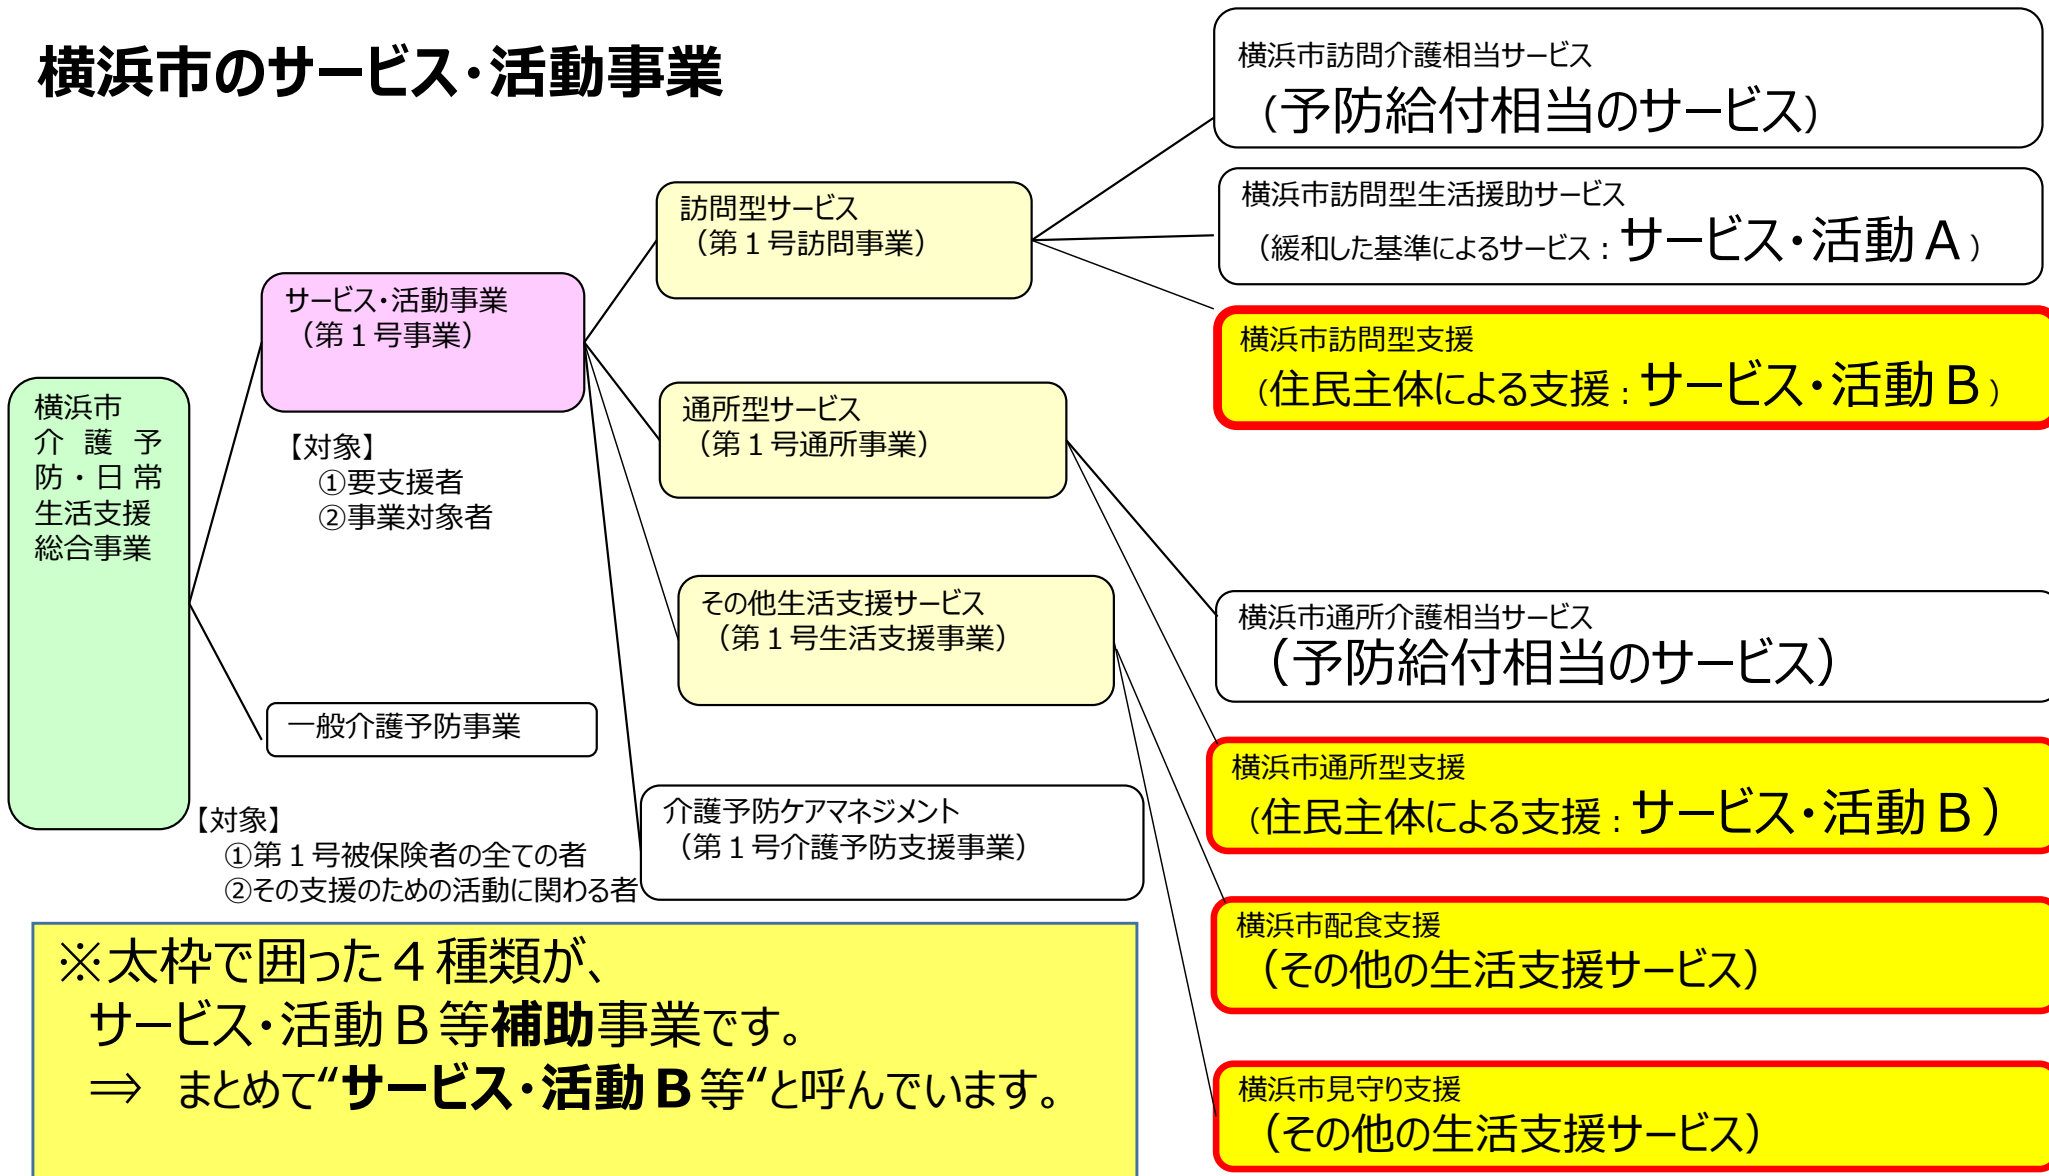 横浜市のサービス・活動事業
横浜市
介護予
防・日常
生活支援
総合事業
サービス・活動事業
（第１号事業）
【対象】
①要支援者
②事業対象者
一般介護予防事業
【対象】
①第１号被保険者の全ての者
②その支援のための活動に関わる者
訪問型サービス
（第１号訪問事業）
通所型サービス
（第１号通所事業）
その他生活支援サービス
（第１号生活支援事業）
介護予防ケアマネジメント
（第１号介護予防支援事業）
横浜市訪問介護相当サービス
（予防給付相当のサービス）
横浜市訪問型生活援助サービス
（緩和した基準によるサービス：サービス・活動Ａ）
横浜市訪問型支援
（住民主体による支援：サービス・活動Ｂ）
横浜市通所介護相当サービス
（予防給付相当のサービス）
横浜市通所型支援
（住民主体による支援：サービス・活動Ｂ）
横浜市配食支援
（その他の生活支援サービス）
横浜市見守り支援
（その他の生活支援サービス）
※太枠で囲った４種類が、
サービス・活動Ｂ等補助事業です。
⇒　まとめて“サービス・活動Ｂ等“と呼んでいます。